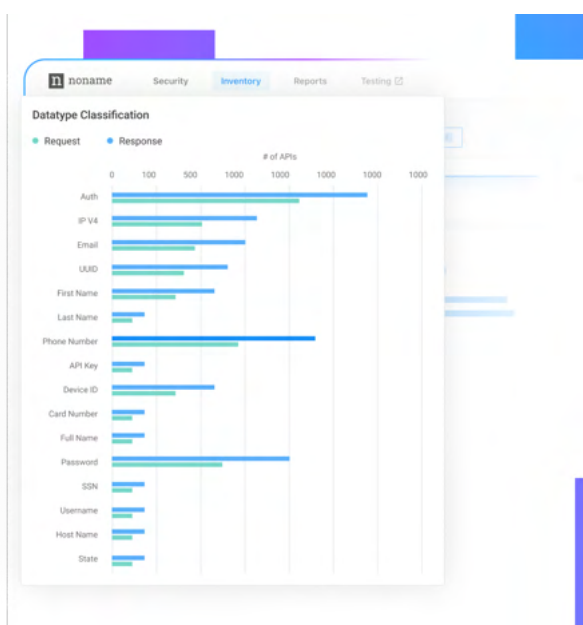 n noname Security Inventory Reports Testing
Datatype Classification
Request Response
# of APIs
0 100 500 1000 1000 1000 1000 1000
Auth
IP V4
Email
UUID
First Name
Last Name
Phone Number
API Key
Device ID
Card Number
Full Name
Password
SSN
Username
Host Name
State